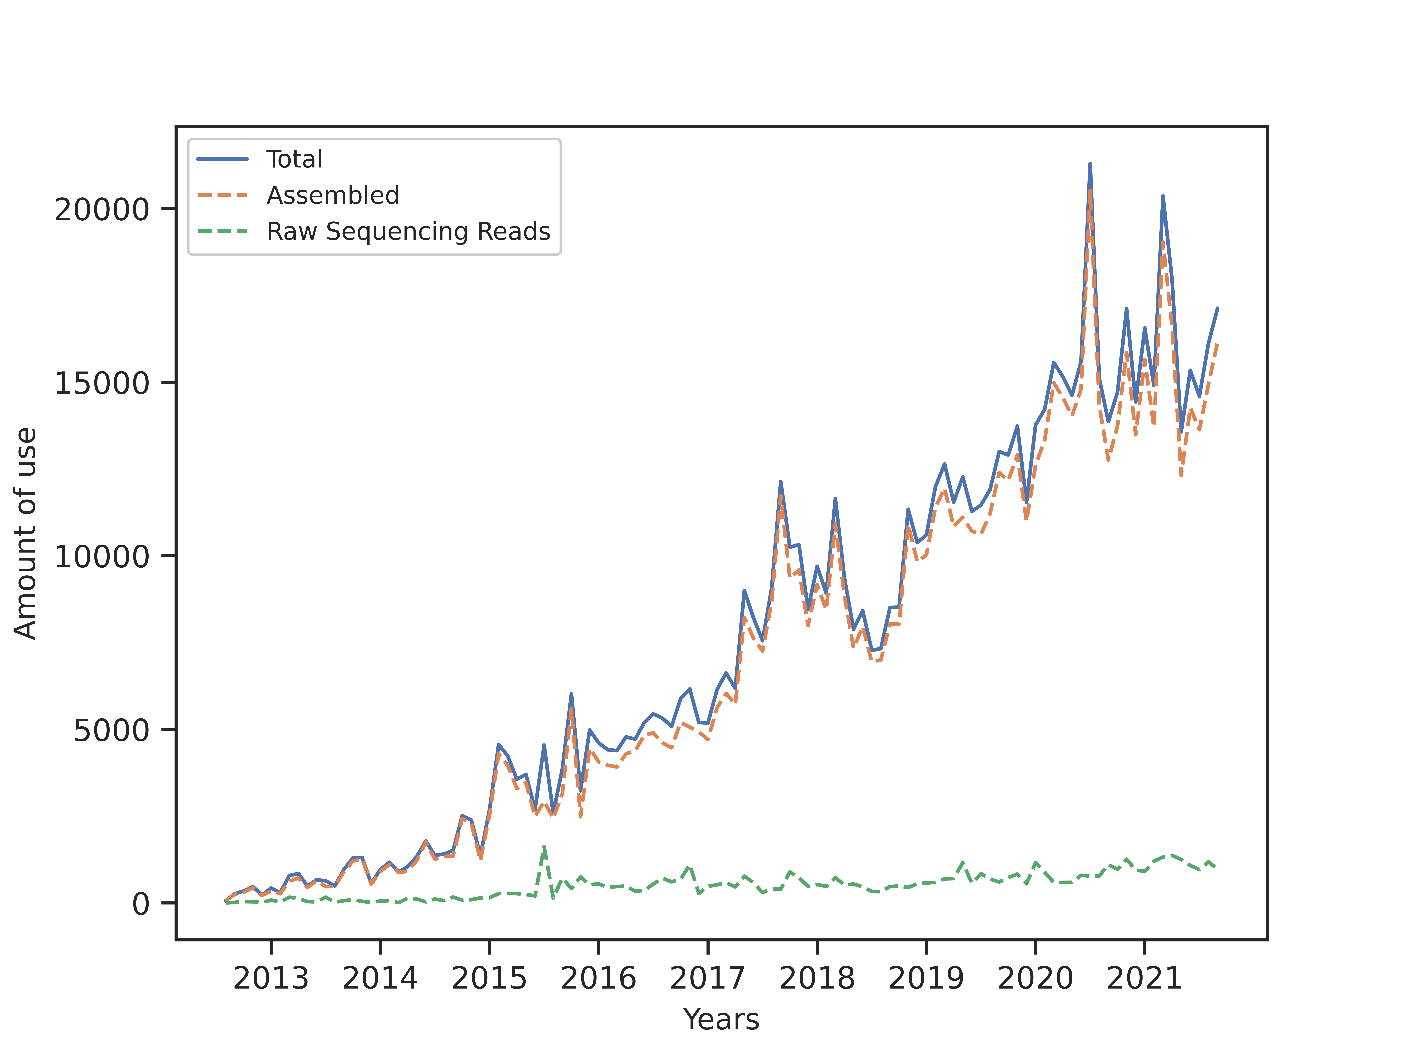 Total
Assembled
Raw Sequencing Reads
20000
15000
10000
5000
0
Amount of use
2013 2014 2015 2016 2017 2018 2019 2020 2021
Years